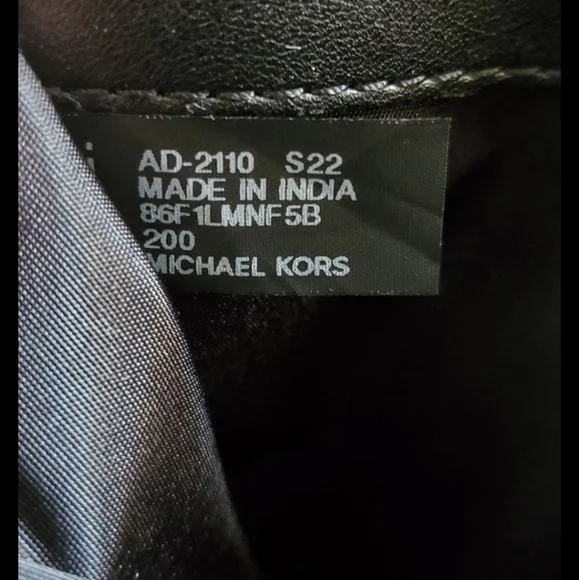 AD-2110 S22
MADE IN INDIA
86F1LMNF5B
200
MICHAEL KORS